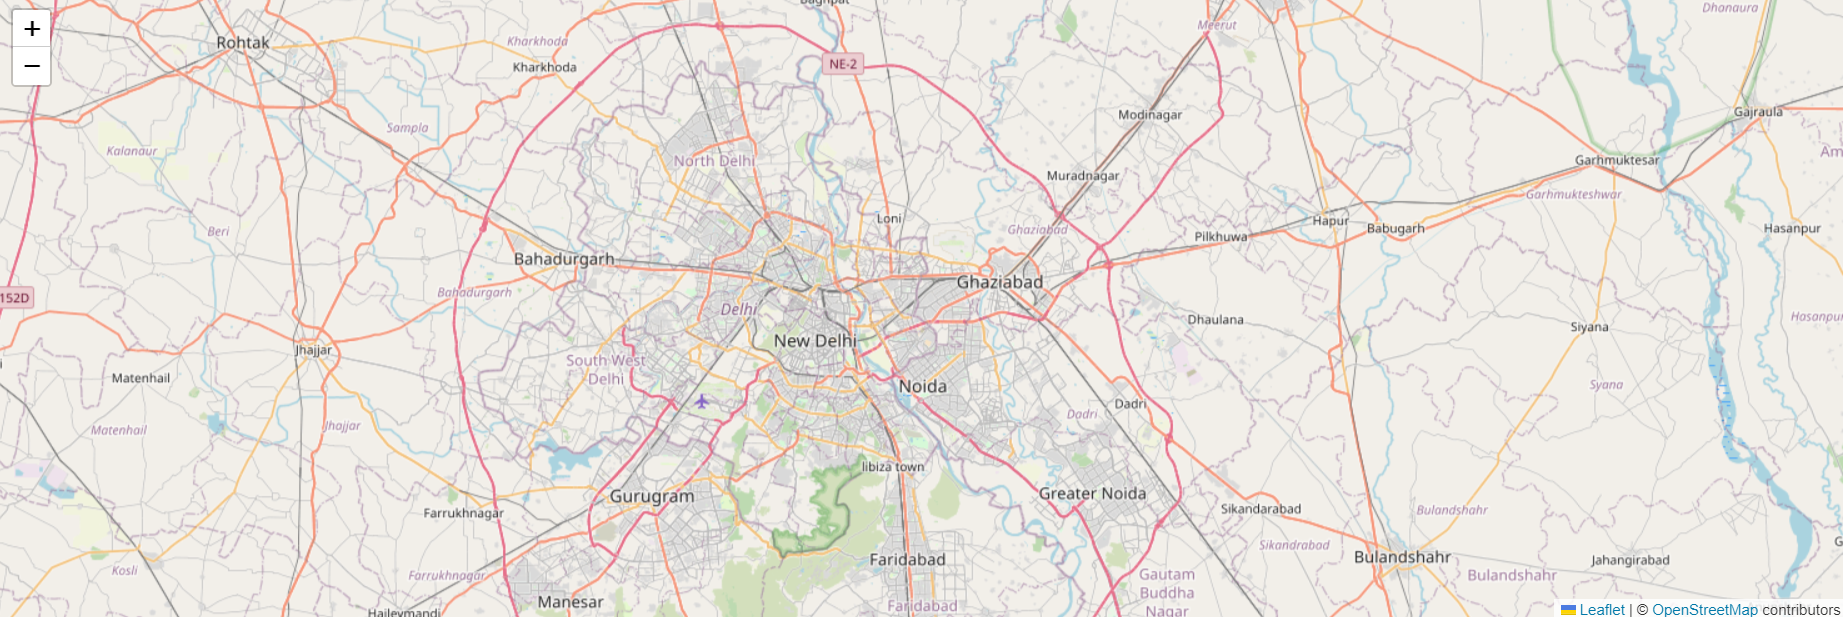 +
−
Baghpat
Dhanaura
Meerut
Rohtak
Kharkhoda
Kharkhoda
NE-2
Modinagar
Gajraula
Sampla
Kalanaur
North Delhi
Garhmuktesar
Am
Muradnagar
Garhmukteshwar
Loni
Beri
Ghaziabad
Pilkhuwa
Hapur
Babugarh
Hasanpur
Bahadurgarh
Ghaziabad
152D
Bahadurgarh
Delhi
Dhaulana
Hasanpur
Siyana
New Delhi
Jhajjar
South West
Delhi
Matenhail
Noida
Syana
Dadri
Dadri
Jhajjar
Matenhail
libiza town
Gurugram
Greater Noida
Farrukhnagar
Sikandarabad
Bulandshahr
Sikandrabad
Faridabad
Bulandshahr
Jahangirabad
Kosli
Farrukhnagar
Gautam
Buddha
Nagar
Bulandshahr
Manesar
Faridabad
Haileymandi
Leaflet | © OpenStreetMap contributors